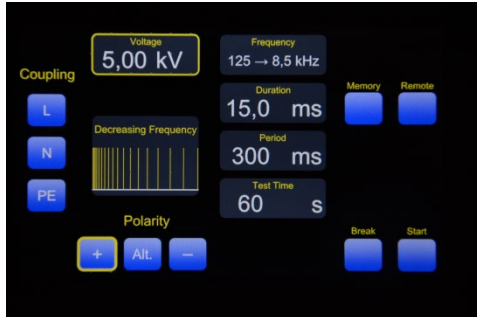 Voltage
5,00 kV
Frequency
125 → 8,5 kHz
Coupling
L
N
PE
Duration
15,0 ms
Memory
Remote
Decreasing Frequency
Period
300 ms
Test Time
60 s
Polarity
+
Alt.
−
Break
Start